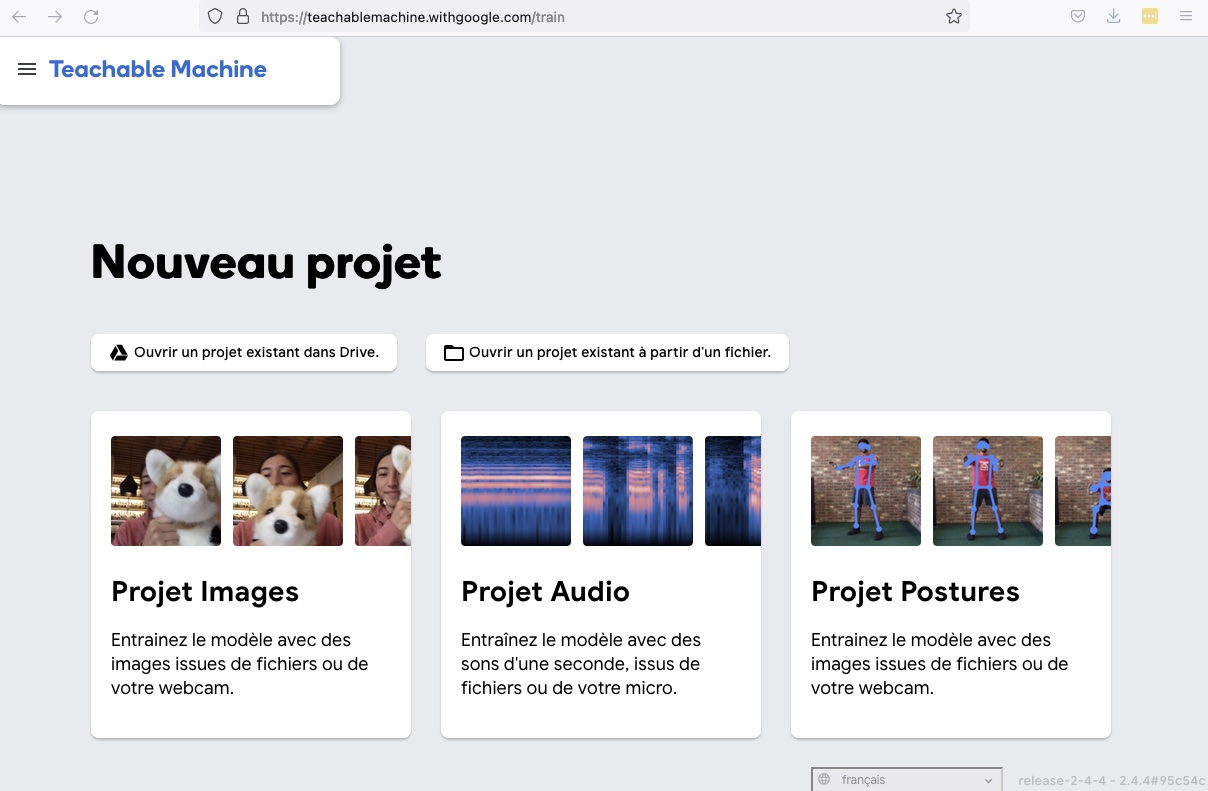 https://teachablemachine.withgoogle.com/train
Teachable Machine
Nouveau projet
Ouvrir un projet existant dans Drive.
Ouvrir un projet existant à partir d'un fichier.
Projet Images
Entrainez le modèle avec des
images issues de fichiers ou de
votre webcam.
Projet Audio
Entraînez le modèle avec des
sons d'une seconde, issus de
fichiers ou de votre micro.
Projet Postures
Entrainez le modèle avec des
images issues de fichiers ou de
votre webcam.
français
release-2-4-4 - 2.4.4#95c54c